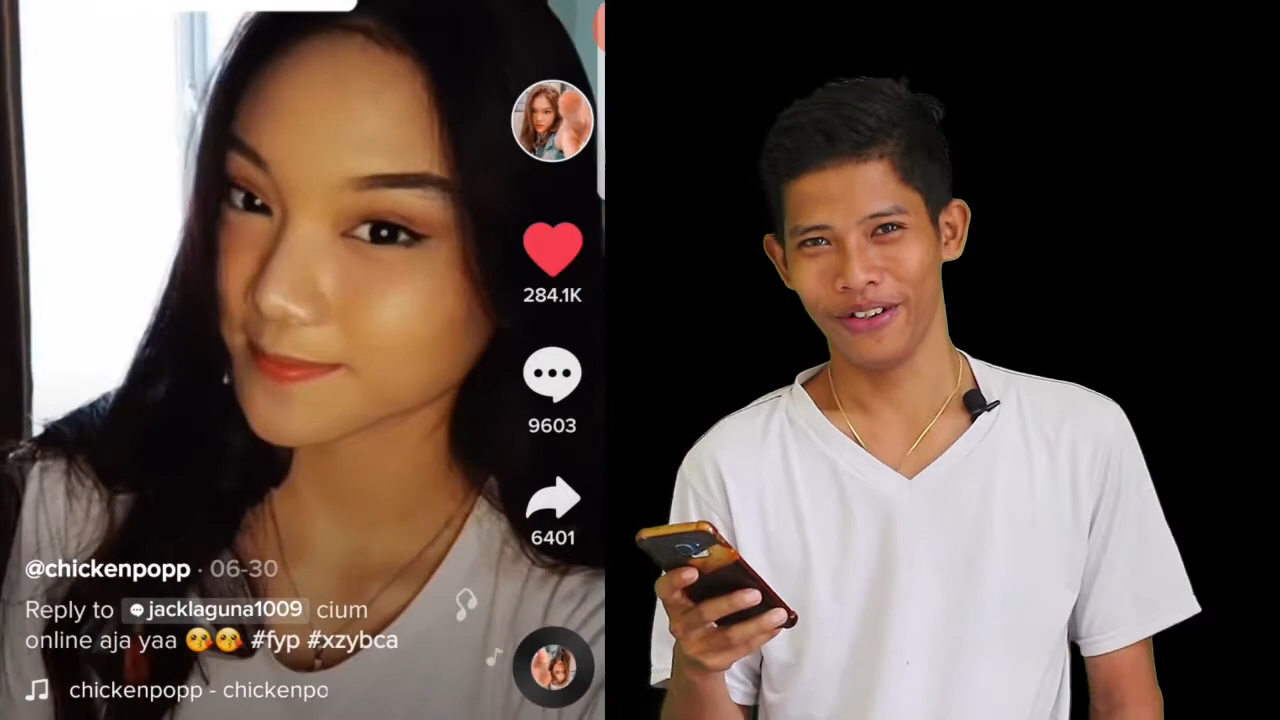 284.1K
9603
6401
@chickenpopp · 06-30
Reply to jacklaguna1009 cium
online aja yaa 😘😘 #fyp #xzybca
chickenpopp - chickenpo